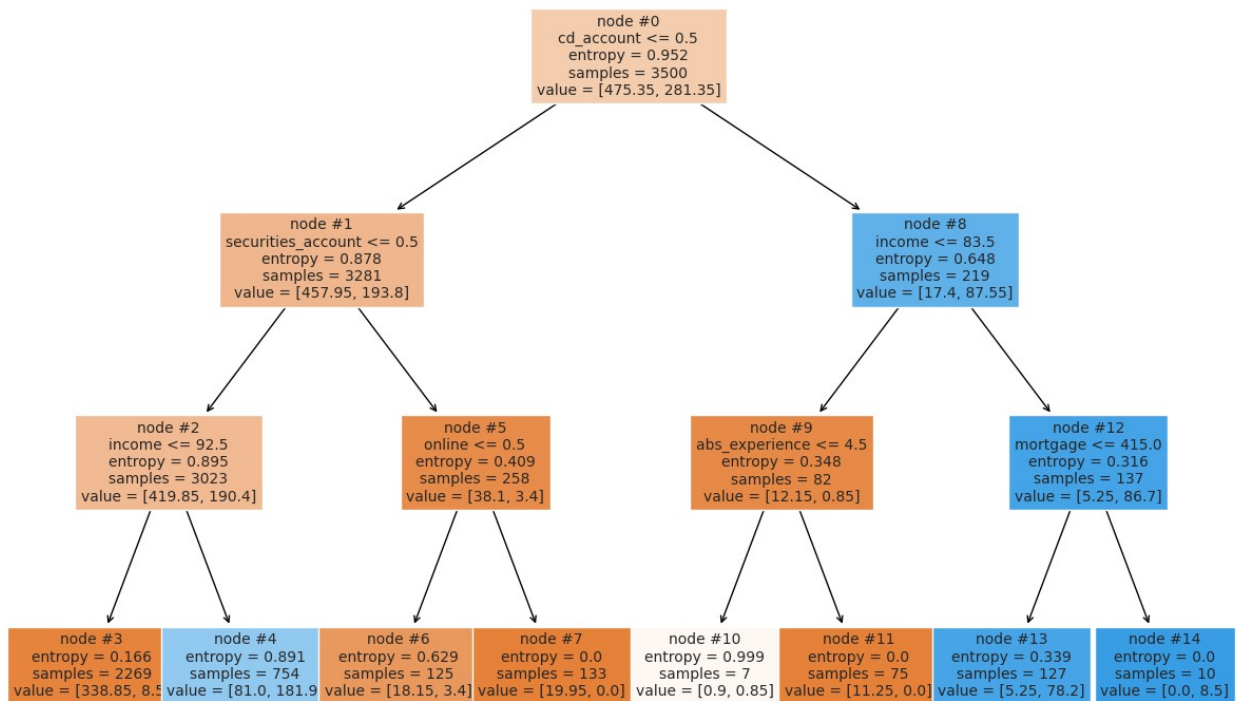 node #0
cd_account <= 0.5
entropy = 0.952
samples = 3500
value = [475.35, 281.35]
node #1
securities_account <= 0.5
entropy = 0.878
samples = 3281
value = [457.95, 193.8]
node #8
income <= 83.5
entropy = 0.648
samples = 219
value = [17.4, 87.55]
node #2
income <= 92.5
entropy = 0.895
samples = 3023
value = [419.85, 190.4]
node #5
online <= 0.5
entropy = 0.409
samples = 258
value = [38.1, 3.4]
node #9
abs_experience <= 4.5
entropy = 0.348
samples = 82
value = [12.15, 0.85]
node #12
mortgage <= 415.0
entropy = 0.316
samples = 137
value = [5.25, 86.7]
node #3
entropy = 0.166
samples = 2269
value = [338.85, 8.5
node #4
entropy = 0.891
samples = 754
value = [81.0, 181.9
node #6
entropy = 0.629
samples = 125
value = [18.15, 3.4]
node #7
entropy = 0.0
samples = 133
value = [19.95, 0.0]
node #10
entropy = 0.999
samples = 7
value = [0.9, 0.85]
node #11
entropy = 0.0
samples = 75
value = [11.25, 0.0]
node #13
entropy = 0.339
samples = 127
value = [5.25, 78.2]
node #14
entropy = 0.0
samples = 10
value = [0.0, 8.5]